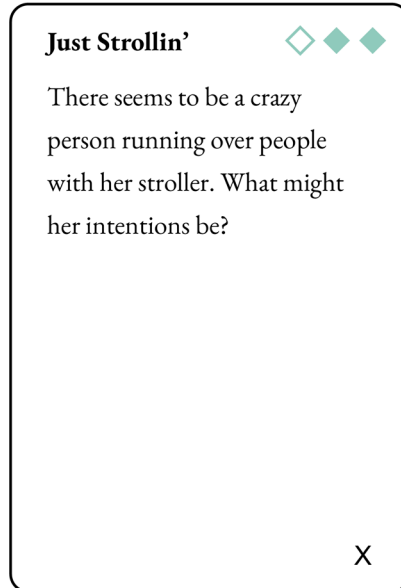 Just Strollin’
There seems to be a crazy
person running over people
with her stroller. What might
her intentions be?
X